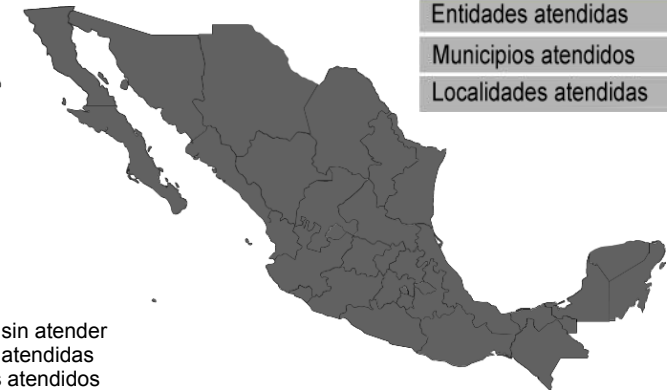 Entidades atendidas
Municipios atendidos
Localidades atendidas
sin atender
atendidas
atendidos